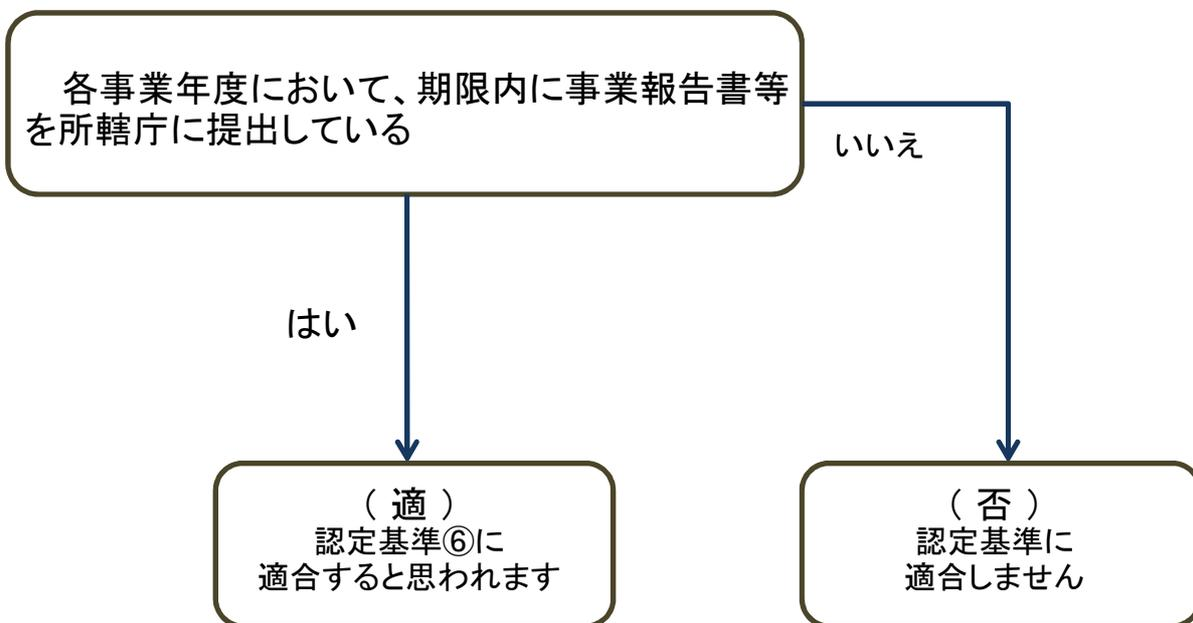 各事業年度において、期限内に事業報告書等
を所轄庁に提出している
いいえ
はい
（ 適 ）
認定基準⑥に
適合すると思われます
（ 否 ）
認定基準に
適合しません